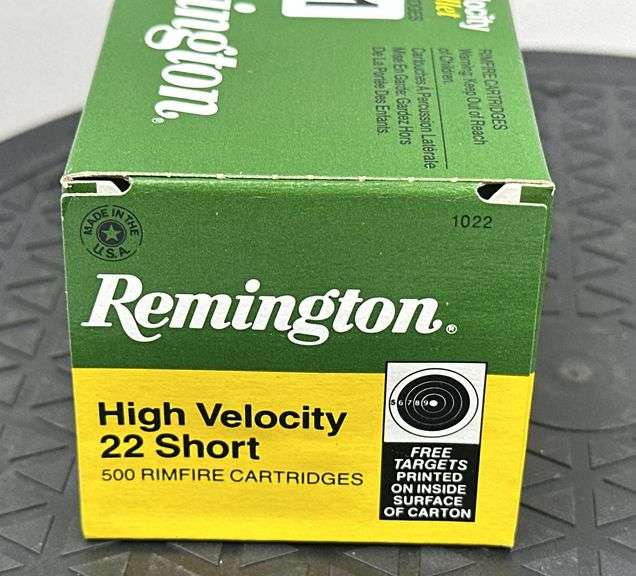 Remington®
RIMFIRE CARTRIDGES
Warning: Keep Out of Reach
of Children.
Cartouches À Percussion Latérale
Mise En Garde: Gardez Hors
De La Portée Des Enfants.
MADE IN THE
U.S.A.
1022
Remington®
High Velocity
22 Short
500 RIMFIRE CARTRIDGES
5 6 7 8 9
FREE
TARGETS
PRINTED
ON INSIDE
SURFACE
OF CARTON